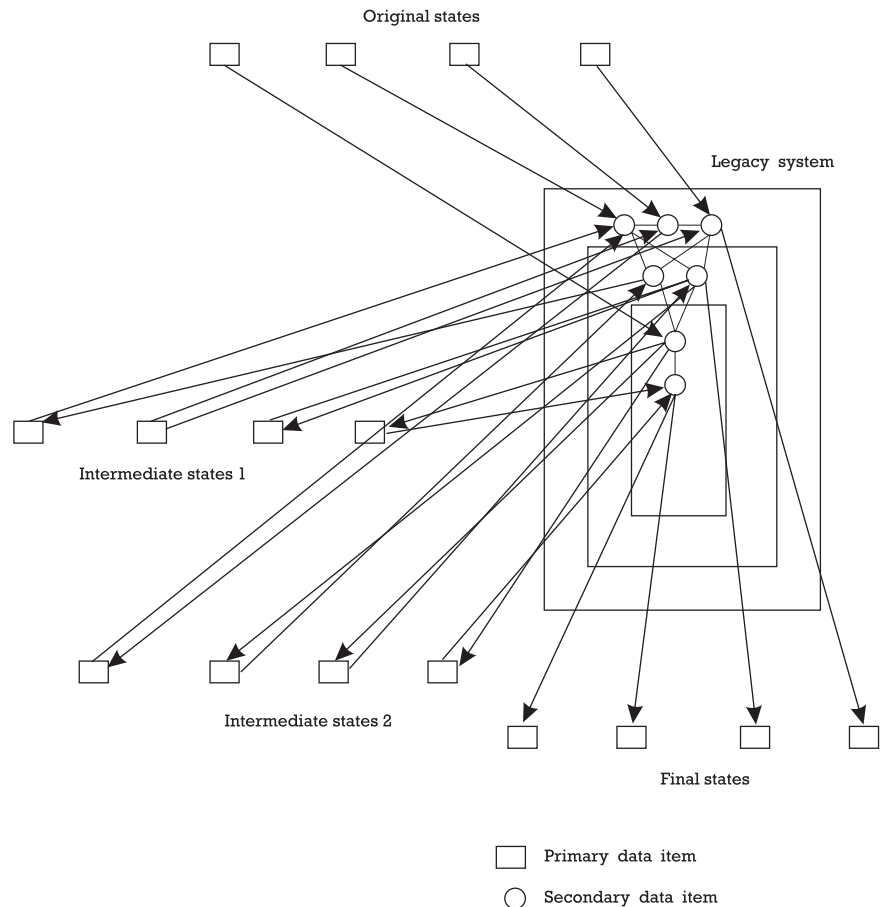 Original states
Legacy system
Intermediate states 1
Intermediate states 2
Final states
Primary data item
Secondary data item